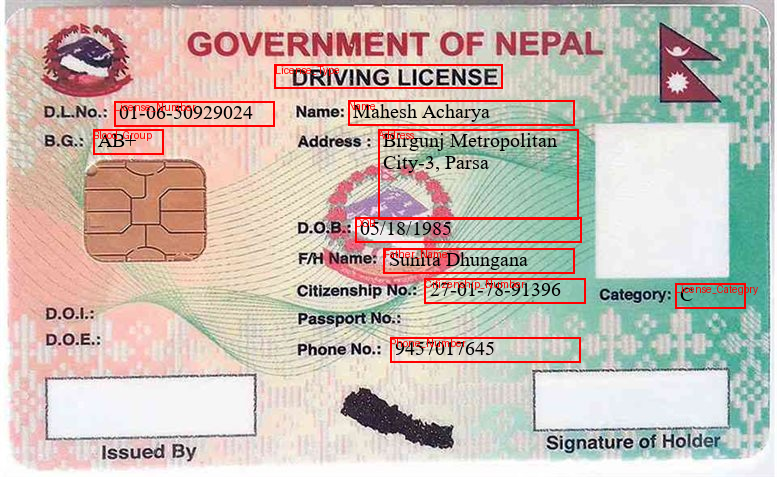 GOVERNMENT OF NEPAL
License_Type
DRIVING LICENSE
D.L.No.: License_Number 01-06-50929024
Name: Name Mahesh Acharya
B.G.: Blood_Group AB+
Address : Address Birgunj Metropolitan
City-3, Parsa
D.O.B.: 05/18/1985
F/H Name: Father_Name Sunita Dhungana
Citizenship No.: Citizenship_Number 27-01-78-91396
Category: License_Category C
D.O.I.:
Passport No.:
D.O.E.:
Phone No.: Phone_Number 9457017645
Issued By
Signature of Holder